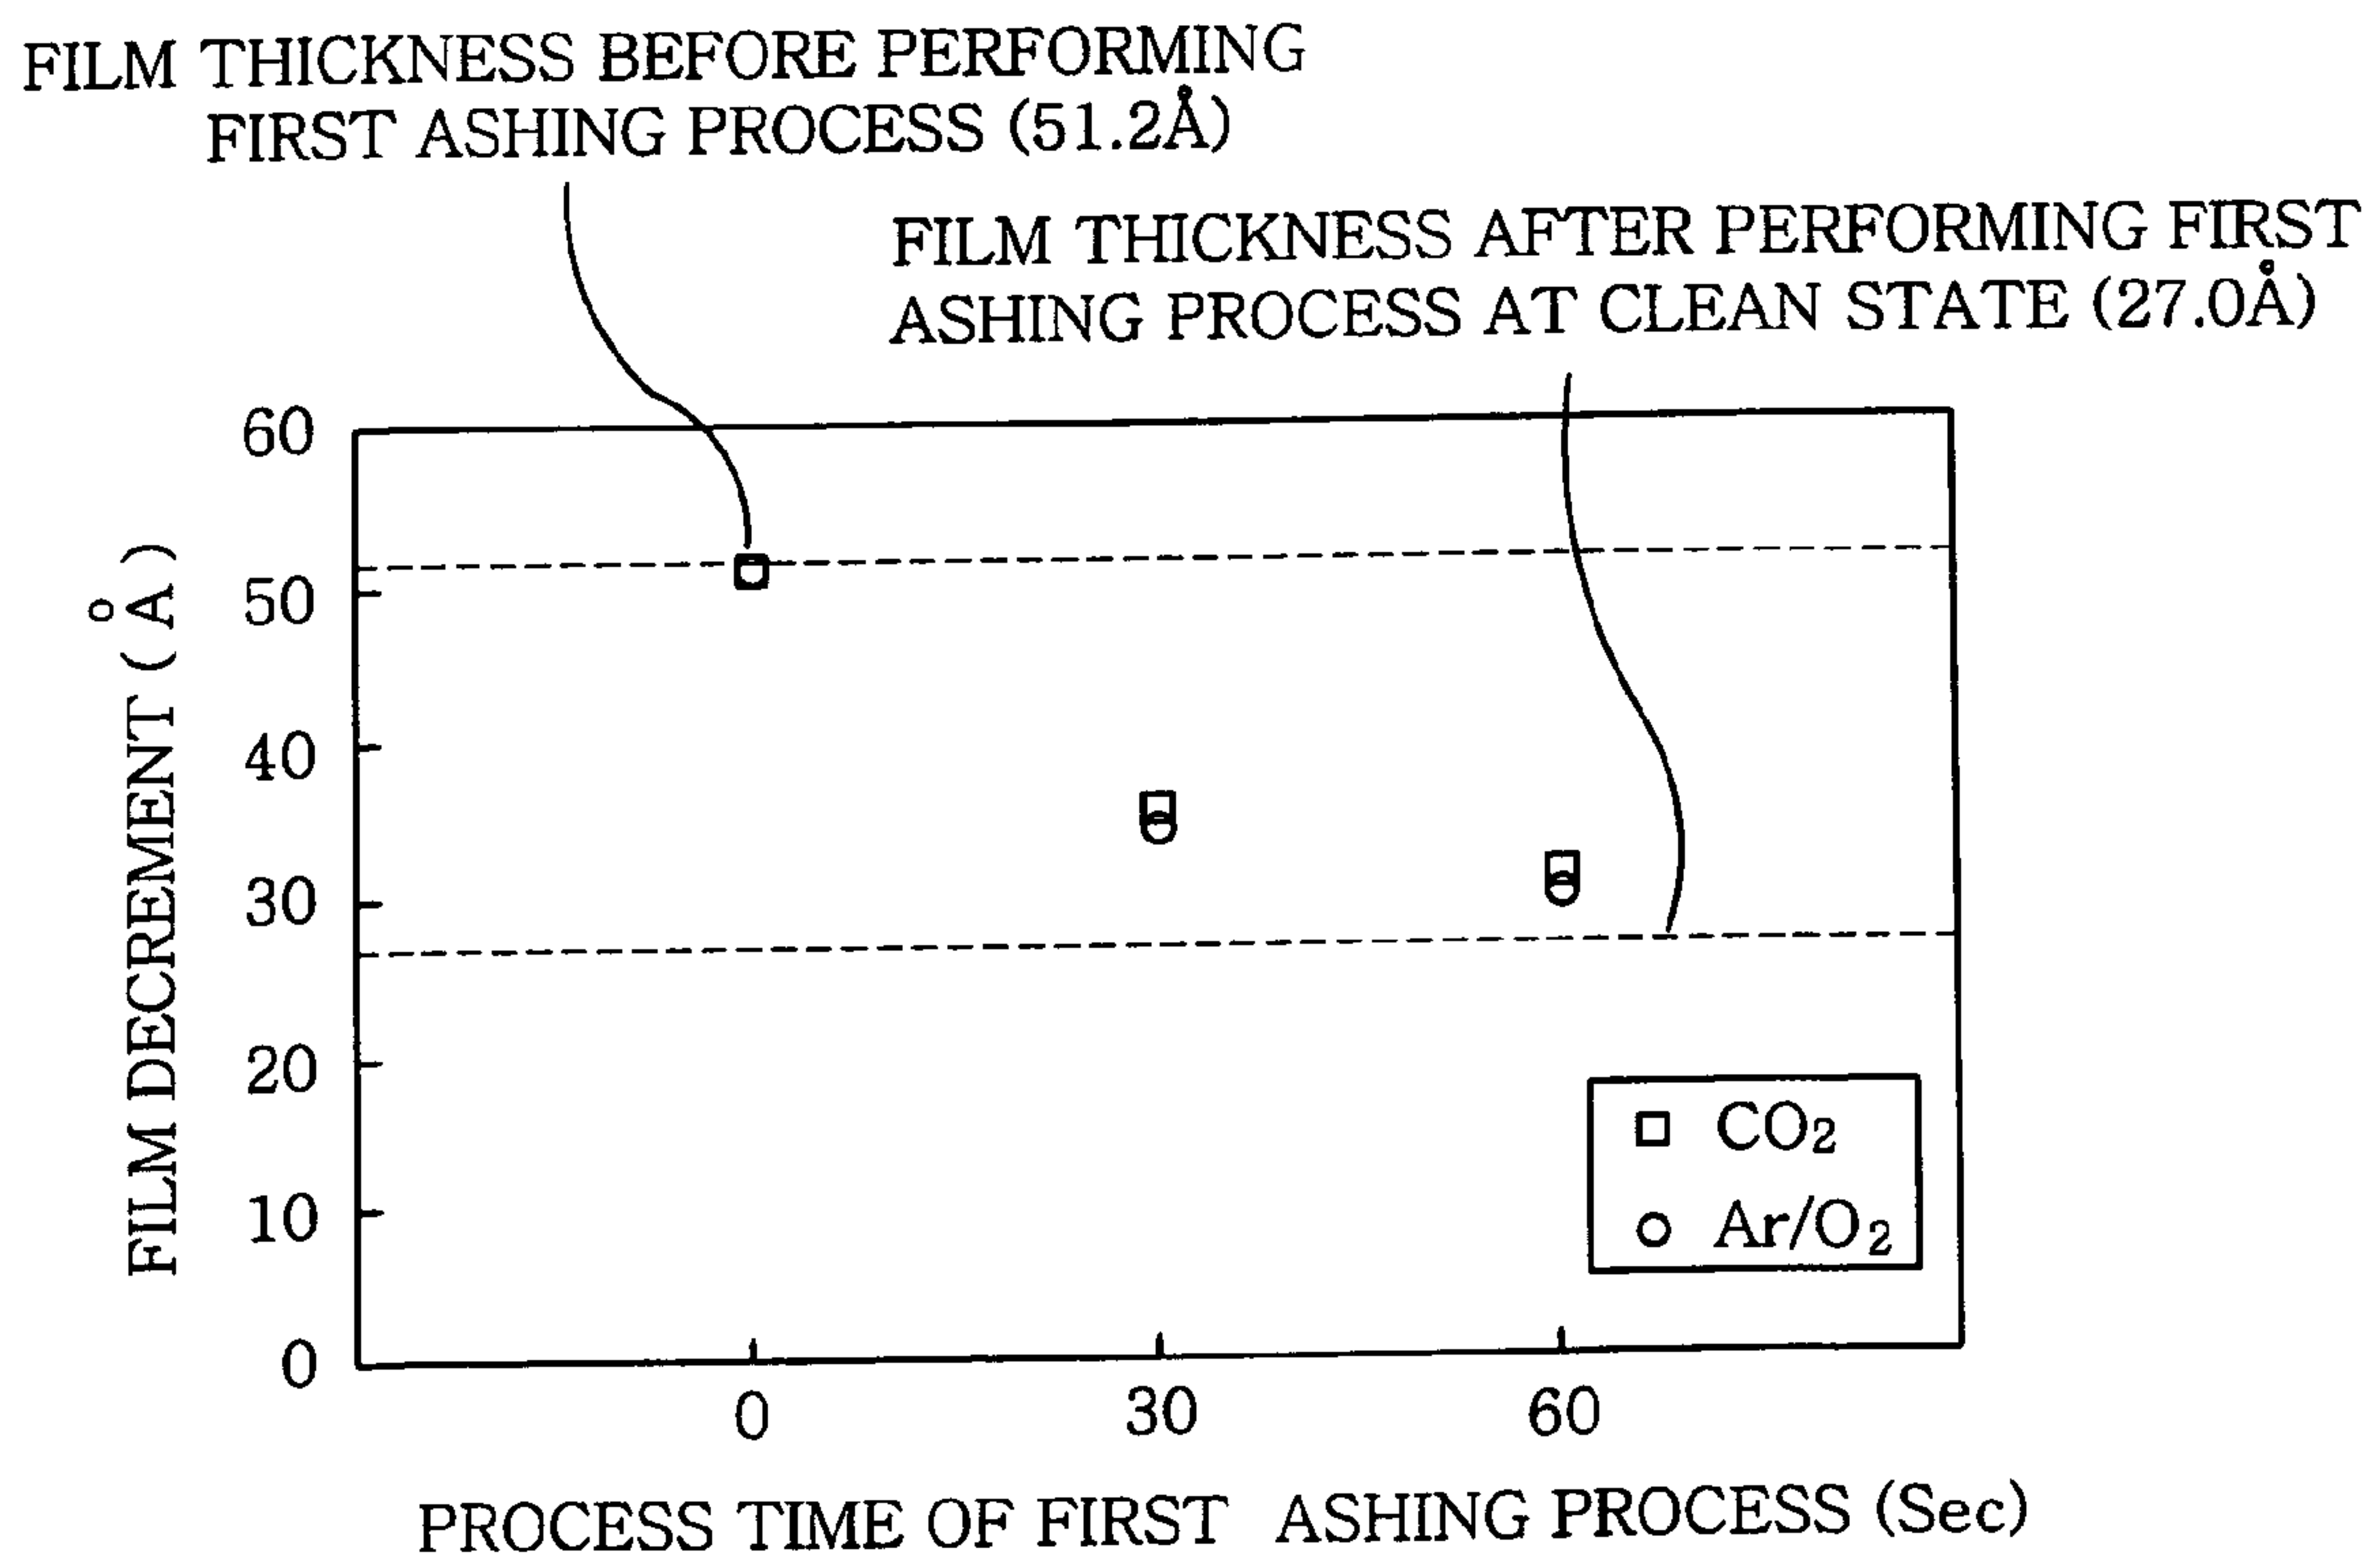 FILM THICKNESS BEFORE PERFORMING
FIRST ASHING PROCESS (51.2Å)
FILM THICKNESS AFTER PERFORMING FIRST
ASHING PROCESS AT CLEAN STATE (27.0Å)
FILM DECREMENT (Å)
60
50
40
30
20
10
0
CO₂
Ar/O₂
0 30 60
PROCESS TIME OF FIRST ASHING PROCESS (Sec)